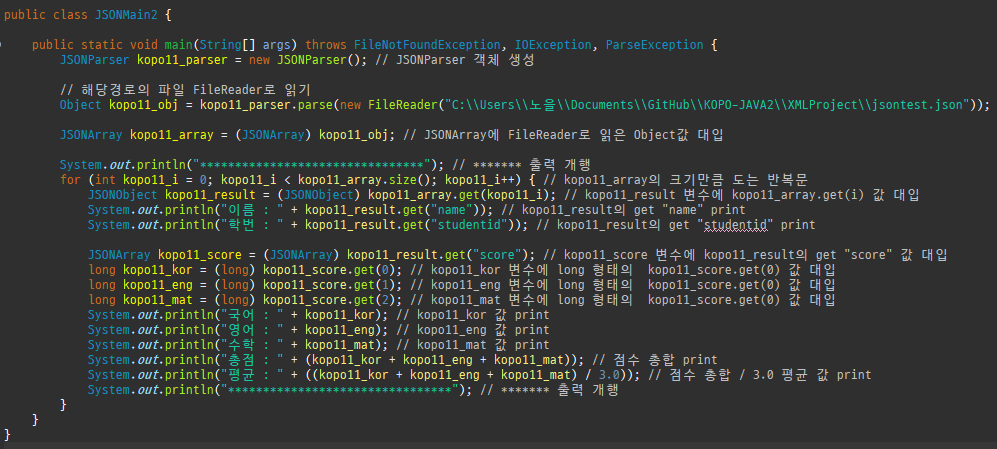 public class JSONMain2 {
public static void main(String[] args) throws FileNotFoundException, IOException, ParseException {
JSONParser kopo11_parser = new JSONParser(); // JSONParser 객체 생성
// 해당경로의 파일 FileReader로 읽기
Object kopo11_obj = kopo11_parser.parse(new FileReader("C:\\Users\\노을\\Documents\\GitHub\\KOPO-JAVA2\\XMLProject\\jsontest.json"));
JSONArray kopo11_array = (JSONArray) kopo11_obj; // JSONArray에 FileReader로 읽은 Object값 대입
System.out.println("********************************"); // ******* 출력 개행
for (int kopo11_i = 0; kopo11_i < kopo11_array.size(); kopo11_i++) { // kopo11_array의 크기만큼 도는 반복문
JSONObject kopo11_result = (JSONObject) kopo11_array.get(kopo11_i); // kopo11_result 변수에 kopo11_array.get(i) 값 대입
System.out.println("이름 : " + kopo11_result.get("name")); // kopo11_result의 get "name" print
System.out.println("학번 : " + kopo11_result.get("studentid")); // kopo11_result의 get "studentid" print
JSONArray kopo11_score = (JSONArray) kopo11_result.get("score"); // kopo11_score 변수에 kopo11_result의 get "score" 값 대입
long kopo11_kor = (long) kopo11_score.get(0); // kopo11_kor 변수에 long 형태의  kopo11_score.get(0) 값 대입
long kopo11_eng = (long) kopo11_score.get(1); // kopo11_eng 변수에 long 형태의  kopo11_score.get(0) 값 대입
long kopo11_mat = (long) kopo11_score.get(2); // kopo11_mat 변수에 long 형태의  kopo11_score.get(0) 값 대입
System.out.println("국어 : " + kopo11_kor); // kopo11_kor 값 print
System.out.println("영어 : " + kopo11_eng); // kopo11_eng 값 print
System.out.println("수학 : " + kopo11_mat); // kopo11_mat 값 print
System.out.println("총점 : " + (kopo11_kor + kopo11_eng + kopo11_mat)); // 점수 총합 print
System.out.println("평균 : " + ((kopo11_kor + kopo11_eng + kopo11_mat) / 3.0)); // 점수 총합 / 3.0 평균 값 print
System.out.println("********************************"); // ******* 출력 개행
}
}
}